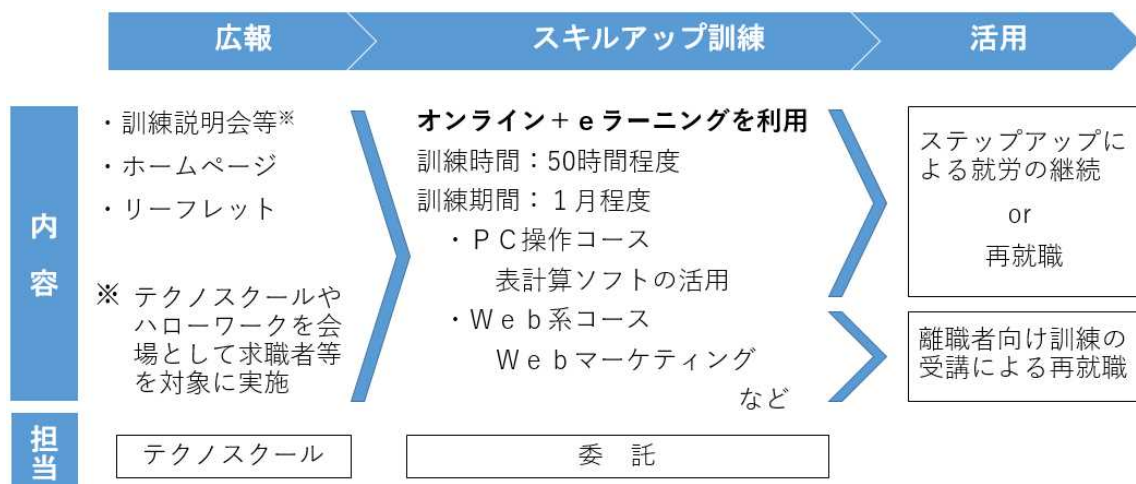 広報
スキルアップ訓練
活用
内容
・訓練説明会等※
・ホームページ
・リーフレット
※ テクノスクールや
ハローワークを会
場として求職者等
を対象に実施
オンライン+eラーニングを利用
訓練時間：50時間程度
訓練期間：１月程度
・ＰＣ操作コース
表計算ソフトの活用
・Ｗｅｂ系コース
Ｗｅｂマーケティング
など
ステップアップに
よる就労の継続
or
再就職
離職者向け訓練の
受講による再就職
担当
テクノスクール
委　託